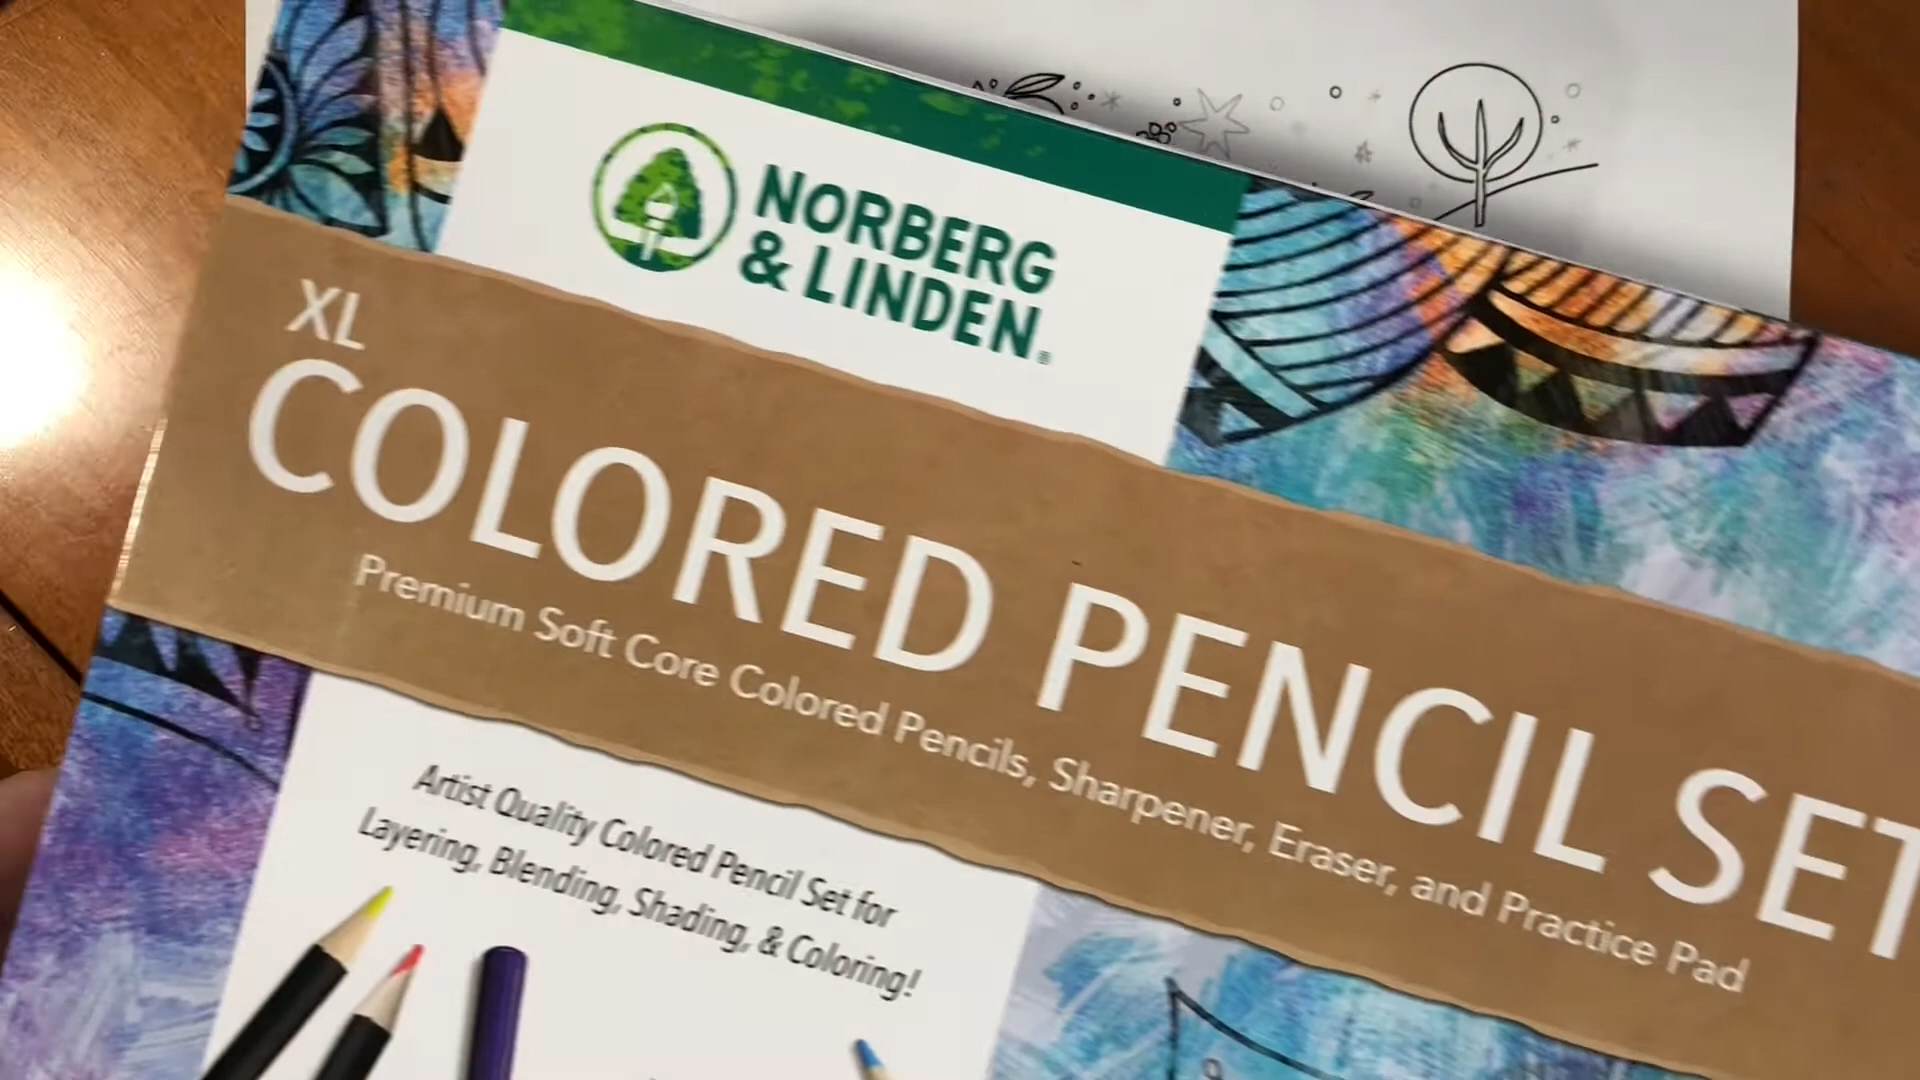 NORBERG
& LINDEN®
XL
COLORED PENCIL SET
Premium Soft Core Colored Pencils, Sharpener, Eraser, and Practice Pad
Artist Quality Colored Pencil Set for
Layering, Blending, Shading, & Coloring!